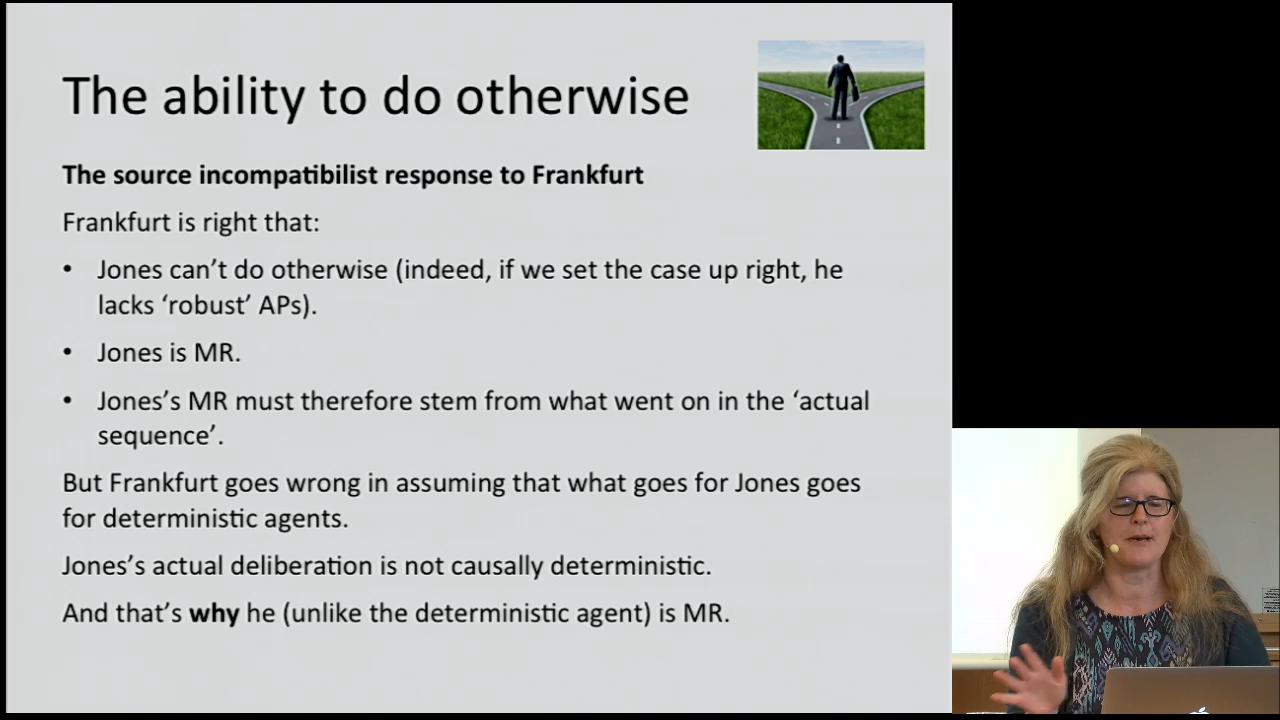 The ability to do otherwise
The source incompatibilist response to Frankfurt
Frankfurt is right that:
• Jones can't do otherwise (indeed, if we set the case up right, he
lacks 'robust' APs).
• Jones is MR.
• Jones's MR must therefore stem from what went on in the 'actual
sequence'.
But Frankfurt goes wrong in assuming that what goes for Jones goes
for deterministic agents.
Jones's actual deliberation is not causally deterministic.
And that's why he (unlike the deterministic agent) is MR.